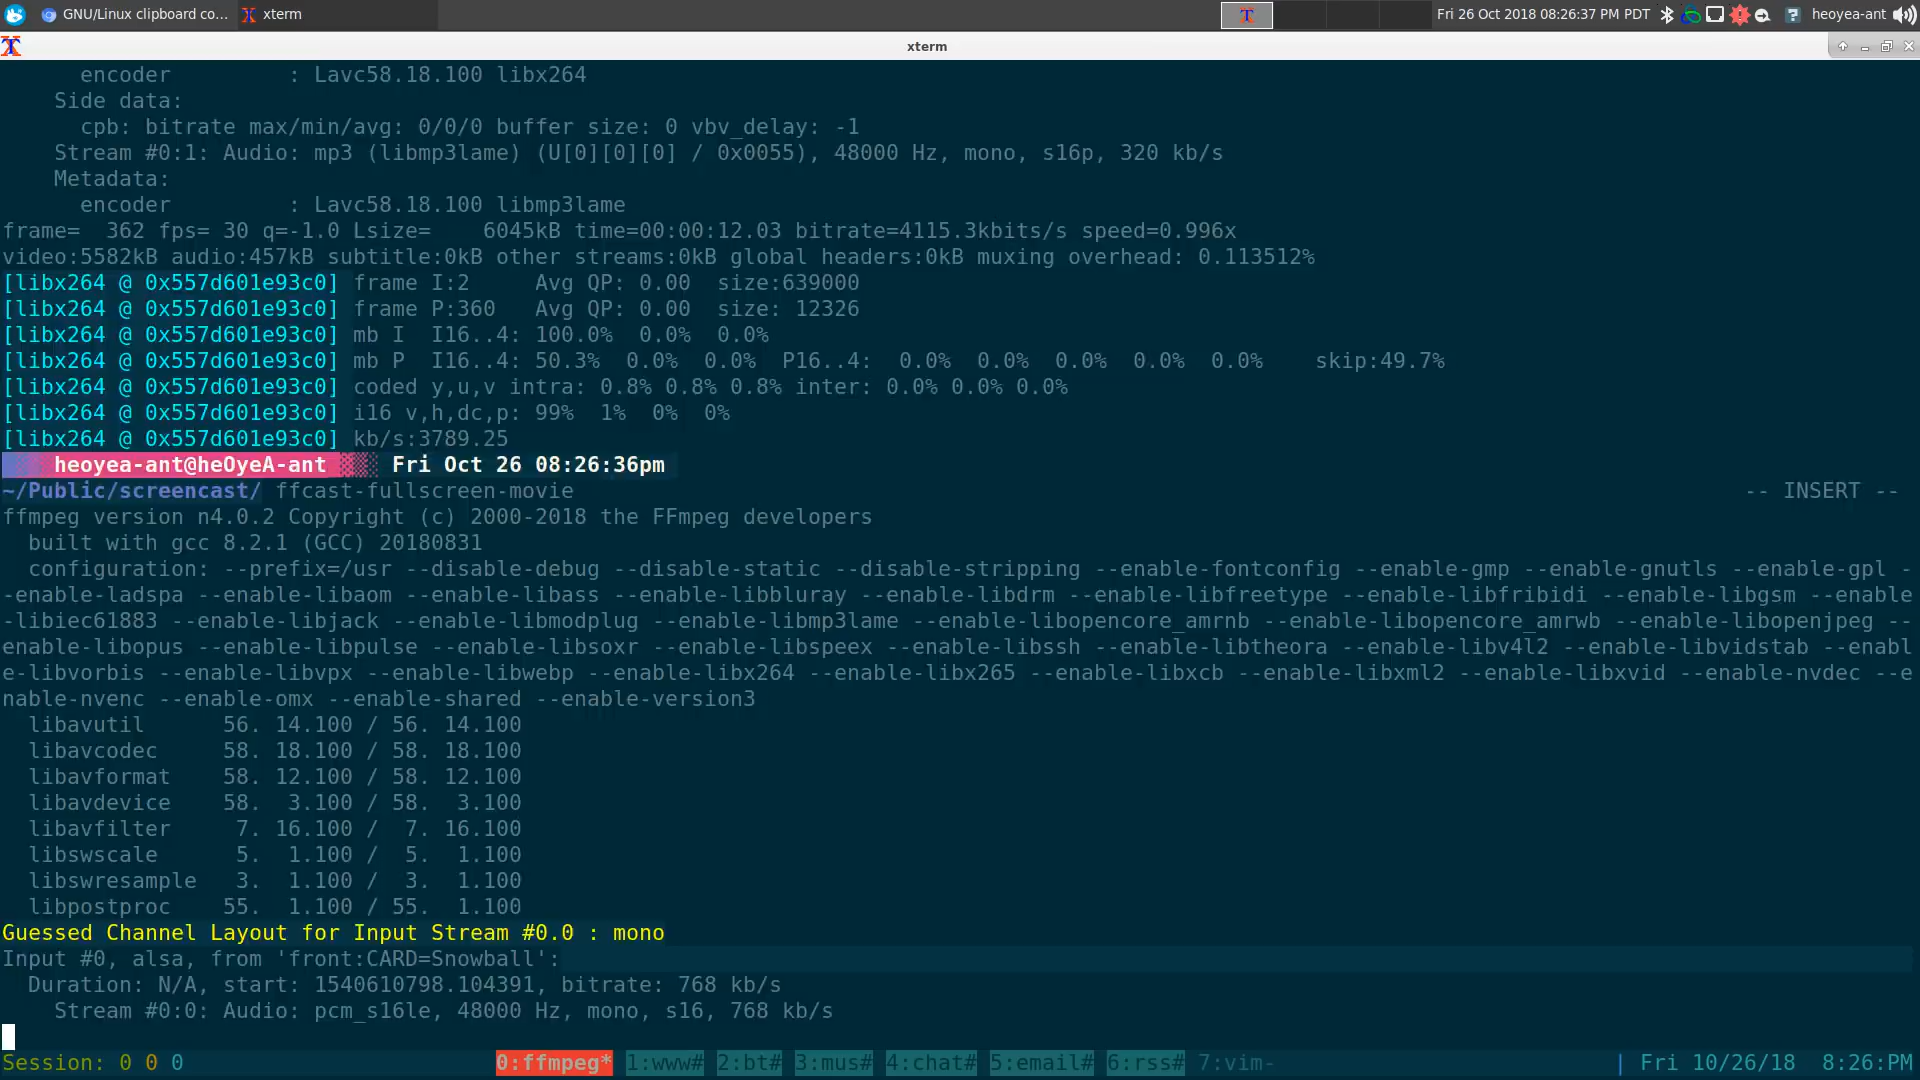 GNU/Linux clipboard co... xterm Fri 26 Oct 2018 08:26:37 PM PDT heoyea-ant
xterm
encoder : Lavc58.18.100 libx264
Side data:
cpb: bitrate max/min/avg: 0/0/0 buffer size: 0 vbv_delay: -1
Stream #0:1: Audio: mp3 (libmp3lame) (U[0][0][0] / 0x0055), 48000 Hz, mono, s16p, 320 kb/s
Metadata:
encoder : Lavc58.18.100 libmp3lame
frame=  362 fps= 30 q=-1.0 Lsize=    6045kB time=00:00:12.03 bitrate=4115.3kbits/s speed=0.996x
video:5582kB audio:457kB subtitle:0kB other streams:0kB global headers:0kB muxing overhead: 0.113512%
[libx264 @ 0x557d601e93c0] frame I:2     Avg QP: 0.00  size:639000
[libx264 @ 0x557d601e93c0] frame P:360   Avg QP: 0.00  size: 12326
[libx264 @ 0x557d601e93c0] mb I  I16..4: 100.0%  0.0%  0.0%
[libx264 @ 0x557d601e93c0] mb P  I16..4: 50.3%  0.0%  0.0%  P16..4:  0.0%  0.0%  0.0%  0.0%  0.0%    skip:49.7%
[libx264 @ 0x557d601e93c0] coded y,u,v intra: 0.8% 0.8% 0.8% inter: 0.0% 0.0% 0.0%
[libx264 @ 0x557d601e93c0] i16 v,h,dc,p: 99%  1%  0%  0%
[libx264 @ 0x557d601e93c0] kb/s:3789.25
heoyea-ant@heOyeA-ant Fri Oct 26 08:26:36pm
~/Public/screencast/ ffcast-fullscreen-movie -- INSERT --
ffmpeg version n4.0.2 Copyright (c) 2000-2018 the FFmpeg developers
built with gcc 8.2.1 (GCC) 20180831
configuration: --prefix=/usr --disable-debug --disable-static --disable-stripping --enable-fontconfig --enable-gmp --enable-gnutls --enable-gpl -
-enable-ladspa --enable-libaom --enable-libass --enable-libbluray --enable-libdrm --enable-libfreetype --enable-libfribidi --enable-libgsm --enable
-libiec61883 --enable-libjack --enable-libmodplug --enable-libmp3lame --enable-libopencore_amrnb --enable-libopencore_amrwb --enable-libopenjpeg --
enable-libopus --enable-libpulse --enable-libsoxr --enable-libspeex --enable-libssh --enable-libtheora --enable-libv4l2 --enable-libvidstab --enabl
e-libvorbis --enable-libvpx --enable-libwebp --enable-libx264 --enable-libx265 --enable-libxcb --enable-libxml2 --enable-libxvid --enable-nvdec --e
nable-nvenc --enable-omx --enable-shared --enable-version3
libavutil      56. 14.100 / 56. 14.100
libavcodec     58. 18.100 / 58. 18.100
libavformat    58. 12.100 / 58. 12.100
libavdevice    58.  3.100 / 58.  3.100
libavfilter     7. 16.100 /  7. 16.100
libswscale      5.  1.100 /  5.  1.100
libswresample   3.  1.100 /  3.  1.100
libpostproc    55.  1.100 / 55.  1.100
Guessed Channel Layout for Input Stream #0.0 : mono
Input #0, alsa, from 'front:CARD=Snowball':
Duration: N/A, start: 1540610798.104391, bitrate: 768 kb/s
Stream #0:0: Audio: pcm_s16le, 48000 Hz, mono, s16, 768 kb/s
Session: 0 0 0 0:ffmpeg* 1:www# 2:bt# 3:mus# 4:chat# 5:email# 6:rss# 7:vim- | Fri 10/26/18 8:26:PM